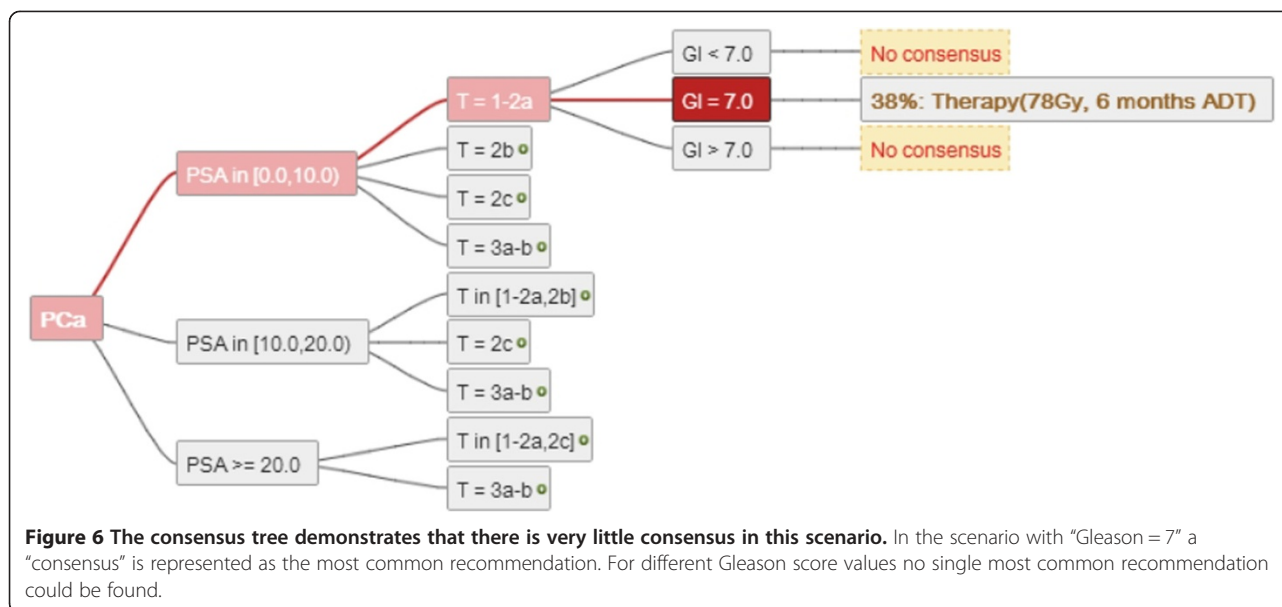 GI < 7.0
No consensus
T = 1-2a
GI = 7.0
38%: Therapy(78Gy, 6 months ADT)
GI > 7.0
No consensus
PSA in [0.0,10.0)
T = 2b
T = 2c
T = 3a-b
PCa
PSA in [10.0,20.0)
T in [1-2a,2b]
T = 2c
T = 3a-b
PSA >= 20.0
T in [1-2a,2c]
T = 3a-b
Figure 6 The consensus tree demonstrates that there is very little consensus in this scenario. In the scenario with “Gleason = 7” a
“consensus” is represented as the most common recommendation. For different Gleason score values no single most common recommendation
could be found.